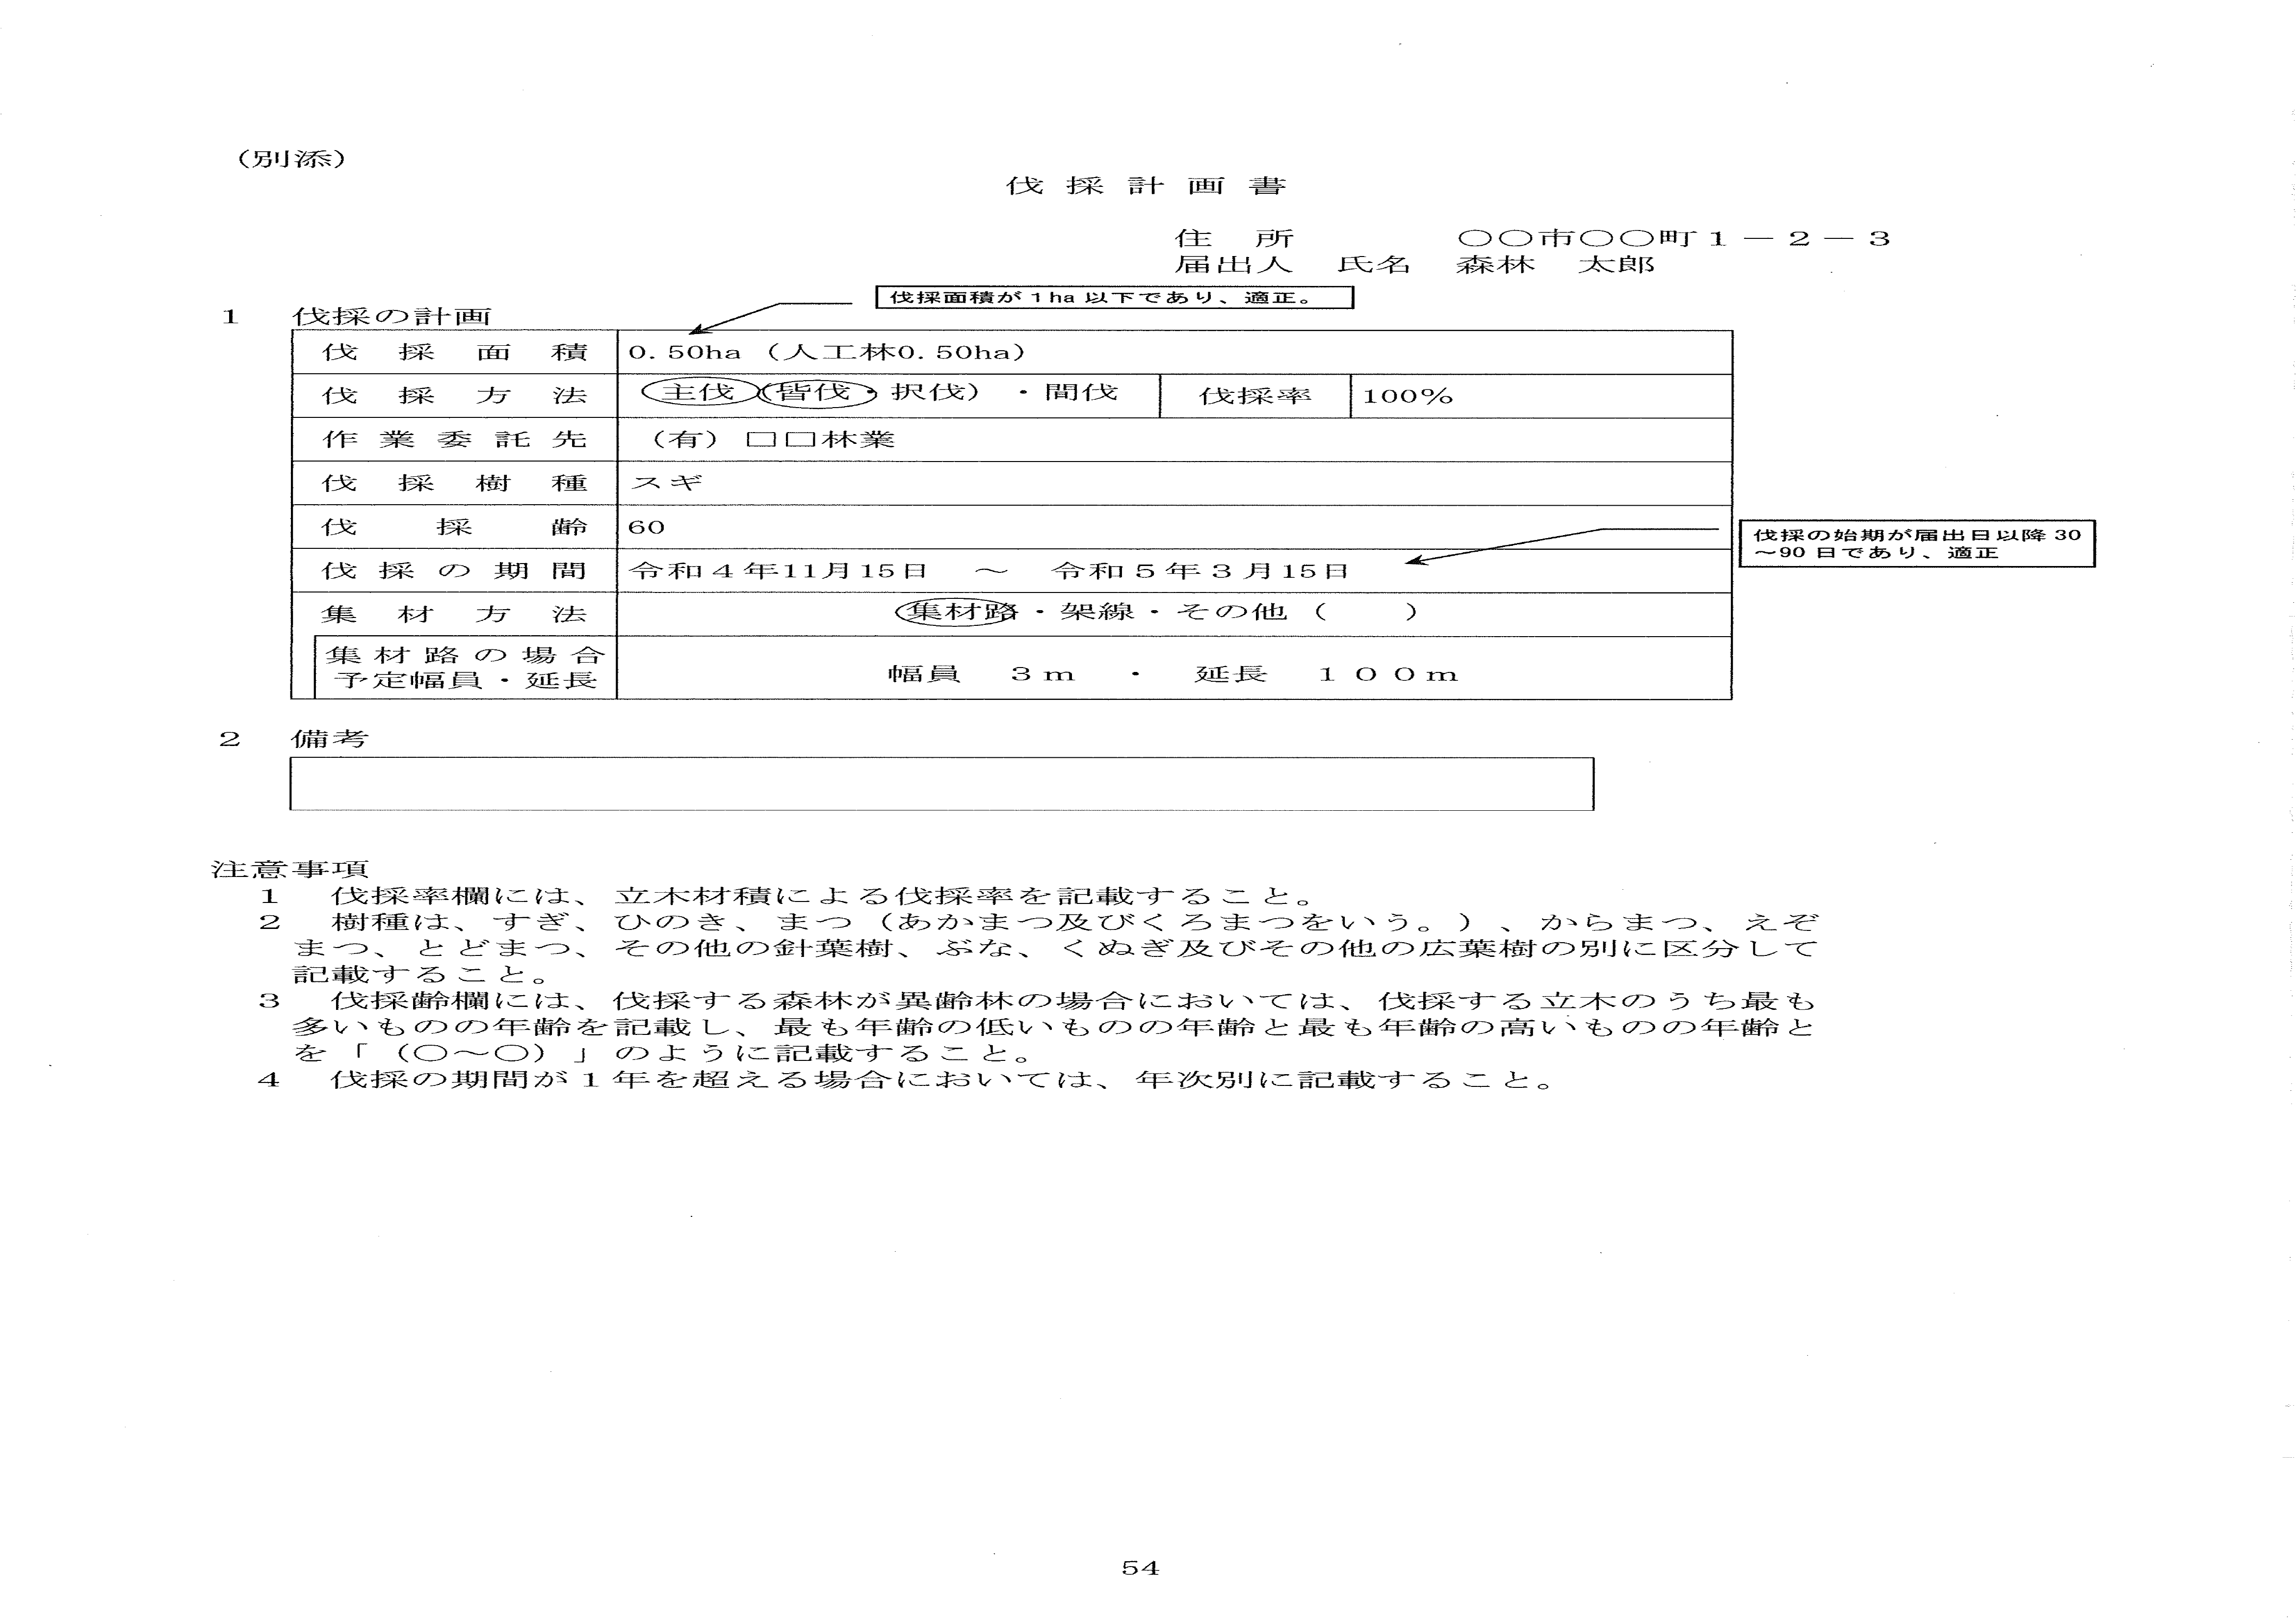 （別添）
伐採計画書
住　所　　○○市○○町１－２－３
届出人　氏名　森林　太郎
伐採面積が1ha以下であり、適正。
１　伐採の計画
伐採面積　0.50ha（人工林0.50ha）
伐採方法　主伐（皆伐・択伐）・間伐　伐採率　100%
作業委託先　（有）□□林業
伐採樹種　スギ
伐採齢　60
伐採の始期が届出日以降30
～90日であり、適正
伐採の期間　令和４年11月15日　～　令和５年３月15日
集材方法　集材路・架線・その他（　　）
集材路の場合
予定幅員・延長　幅員　３ｍ　・　延長　１００ｍ
２　備考
注意事項
１　伐採率欄には、立木材積による伐採率を記載すること。
２　樹種は、すぎ、ひのき、まつ（あかまつ及びくろまつをいう。）、からまつ、えぞ
まつ、とどまつ、その他の針葉樹、ぶな、くぬぎ及びその他の広葉樹の別に区分して
記載すること。
３　伐採齢欄には、伐採する森林が異齢林の場合においては、伐採する立木のうち最も
多いものの年齢を記載し、最も年齢の低いものの年齢と最も年齢の高いものの年齢と
を「（○～○）」のように記載すること。
４　伐採の期間が１年を超える場合においては、年次別に記載すること。
54